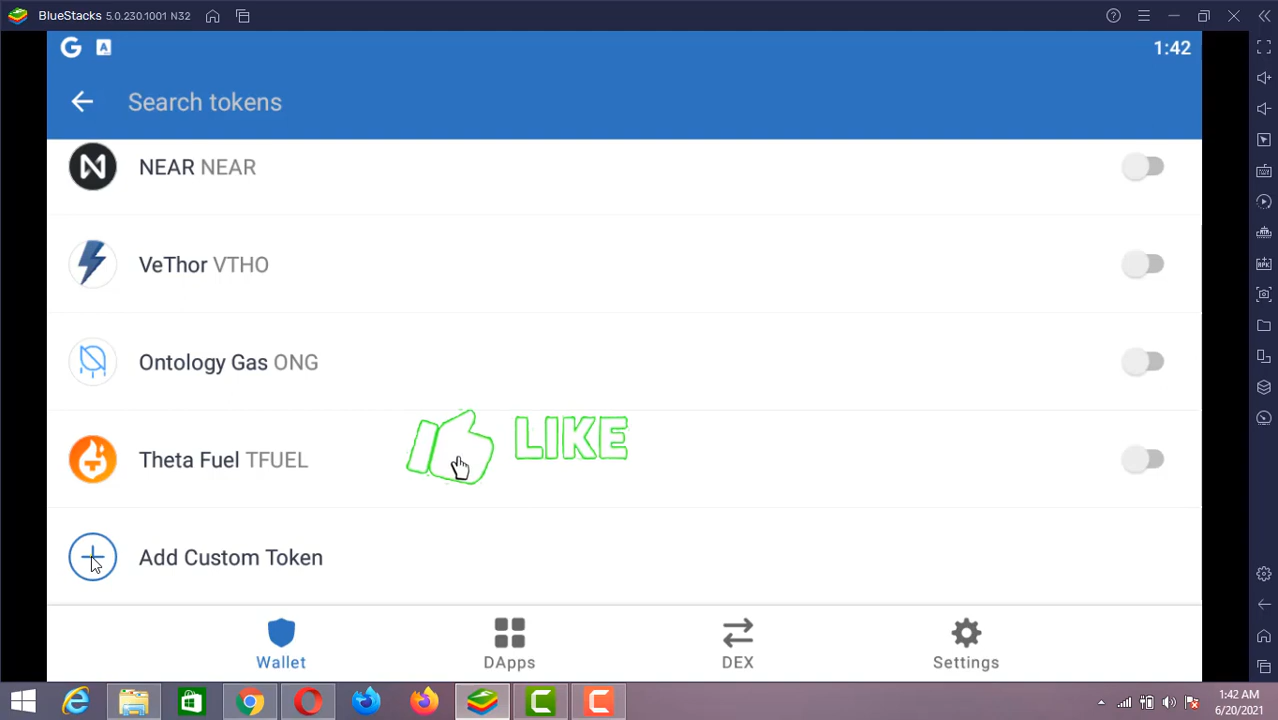 BlueStacks 5.0.230.1001 N32
1:42
Search tokens
NEAR NEAR
VeThor VTHO
Ontology Gas ONG
LIKE
Theta Fuel TFUEL
Add Custom Token
Wallet DApps DEX Settings
1:42 AM
6/20/2021